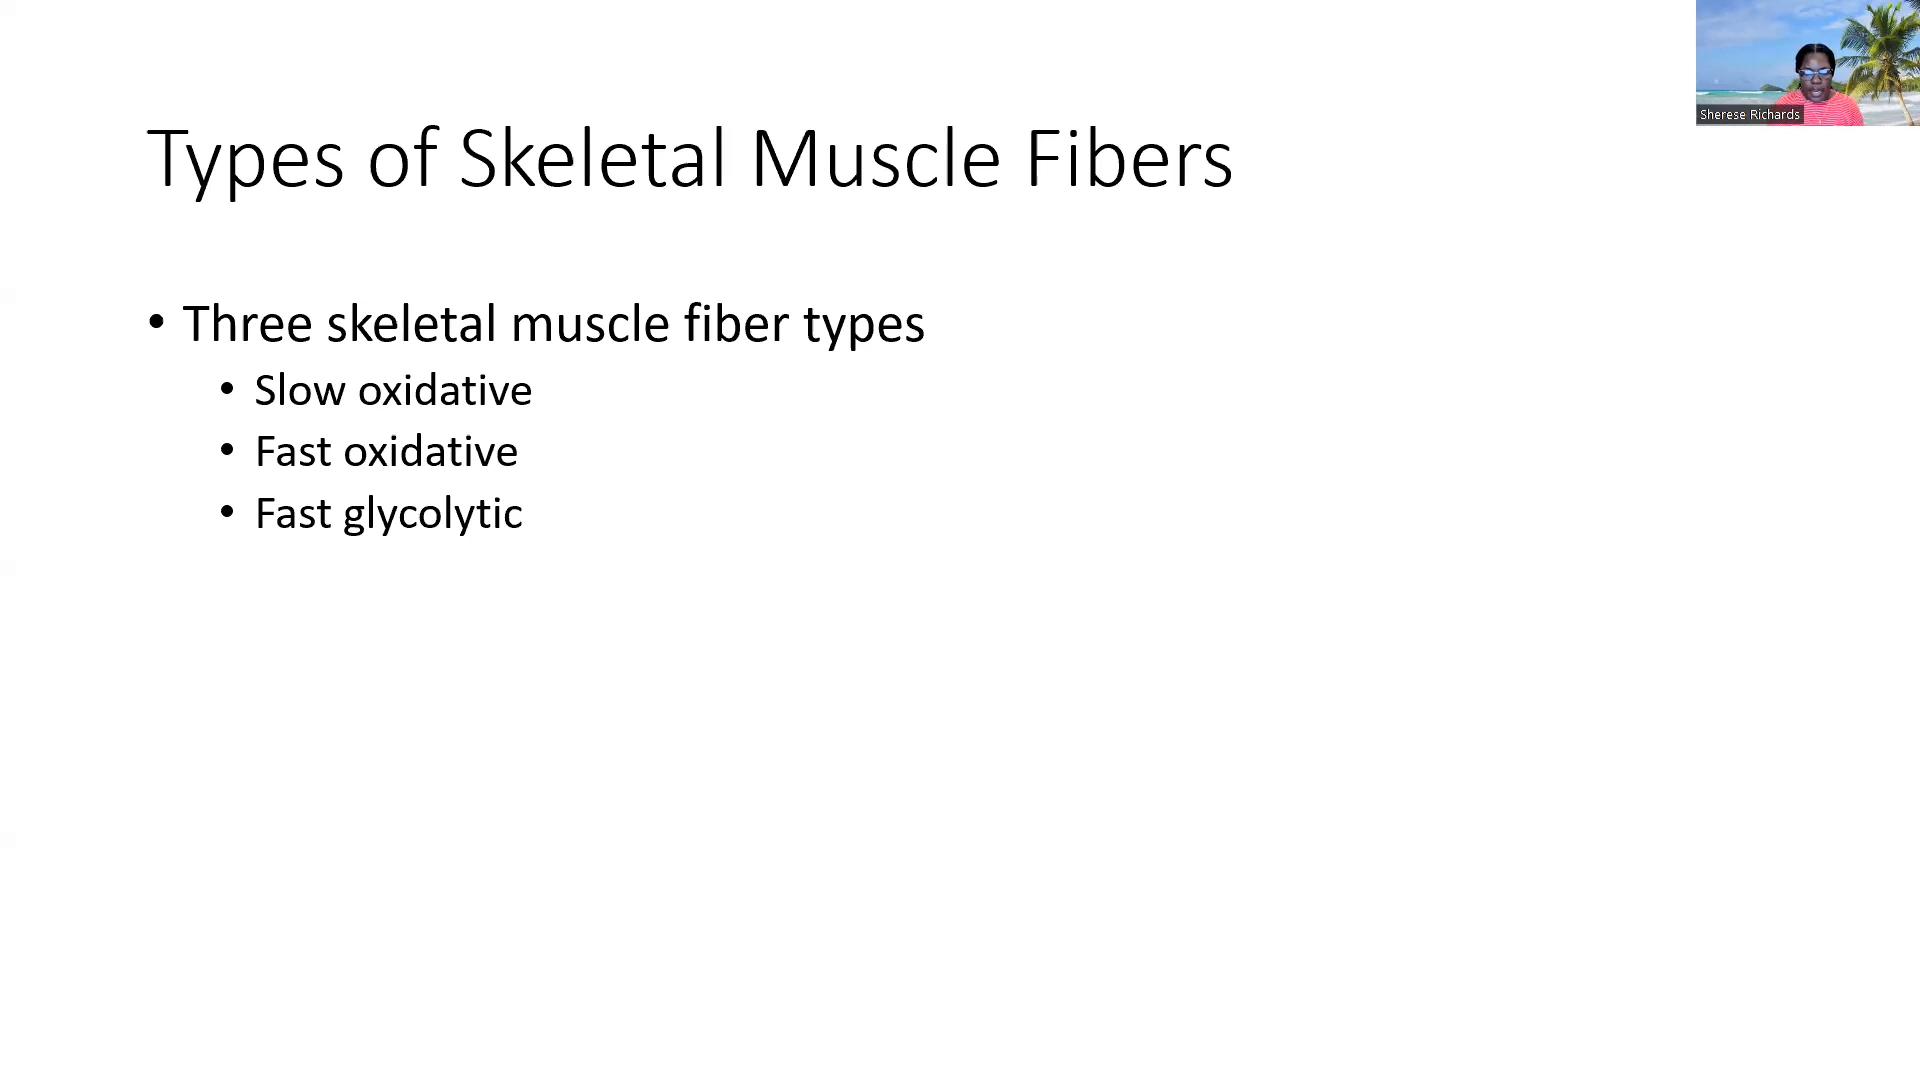 Sherese Richards
Types of Skeletal Muscle Fibers
• Three skeletal muscle fiber types
• Slow oxidative
• Fast oxidative
• Fast glycolytic